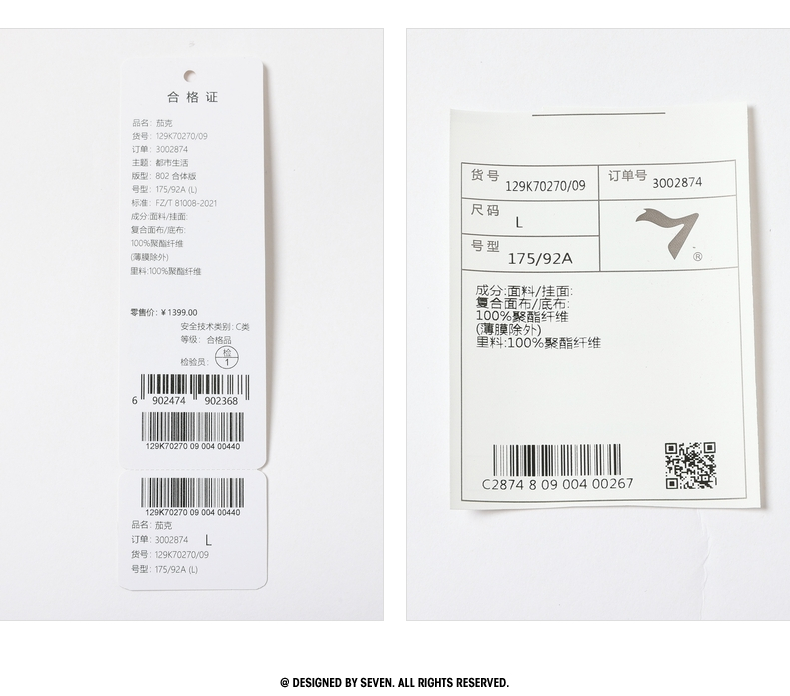 合格证
品名: 茄克
货号: 129K70270/09
订单: 3002874
主题: 都市生活
版型: 802 合体版
号型: 175/92A (L)
标准: FZ/T 81008-2021
成分:面料/挂面:
复合面布/底布:
100%聚酯纤维
(薄膜除外)
里料:100%聚酯纤维
零售价: ¥ 1399.00
安全技术类别: C类
等级: 合格品
检验员: 检 1
6 902474 902368
129K70270 09 004 00440
129K70270 09 004 00440
品名: 茄克
订单: 3002874 L
货号: 129K70270/09
号型: 175/92A (L)
货号 129K70270/09 订单号 3002874
尺码 L
号型 175/92A
®
成分:面料/挂面:
复合面布/底布:
100%聚酯纤维
(薄膜除外)
里料:100%聚酯纤维
C2874 8 09 004 00267
@ DESIGNED BY SEVEN. ALL RIGHTS RESERVED.